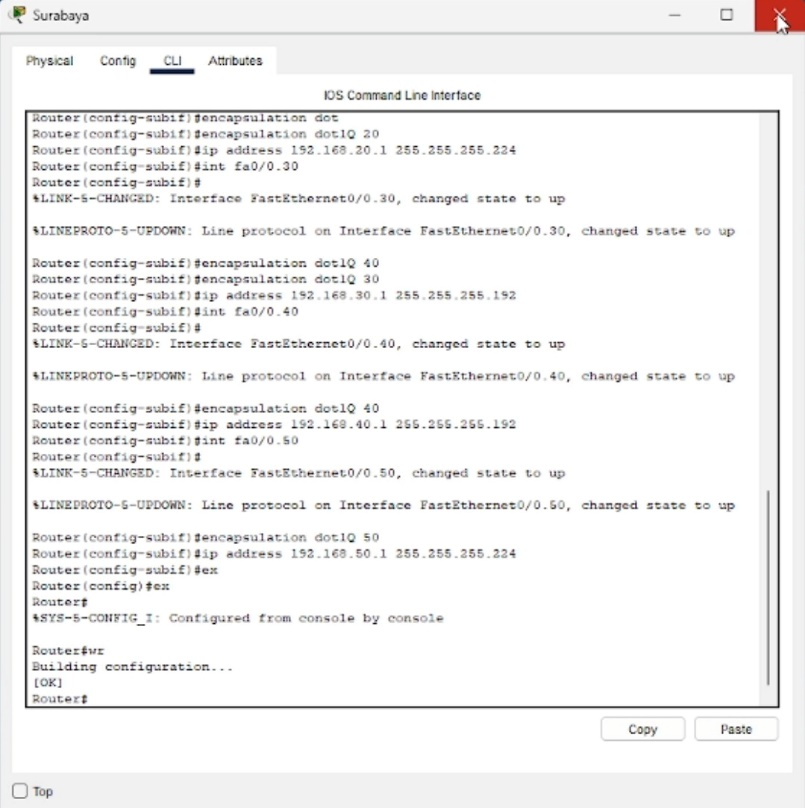 Surabaya
Physical Config CLI Attributes
IOS Command Line Interface
Router(config-subif)#encapsulation dot
Router(config-subif)#encapsulation dot1Q 20
Router(config-subif)#ip address 192.168.20.1 255.255.255.224
Router(config-subif)#int fa0/0.30
Router(config-subif)#
%LINK-5-CHANGED: Interface FastEthernet0/0.30, changed state to up
%LINEPROTO-5-UPDOWN: Line protocol on Interface FastEthernet0/0.30, changed state to up
Router(config-subif)#encapsulation dot1Q 40
Router(config-subif)#encapsulation dot1Q 30
Router(config-subif)#ip address 192.168.30.1 255.255.255.192
Router(config-subif)#int fa0/0.40
Router(config-subif)#
%LINK-5-CHANGED: Interface FastEthernet0/0.40, changed state to up
%LINEPROTO-5-UPDOWN: Line protocol on Interface FastEthernet0/0.40, changed state to up
Router(config-subif)#encapsulation dot1Q 40
Router(config-subif)#ip address 192.168.40.1 255.255.255.192
Router(config-subif)#int fa0/0.50
Router(config-subif)#
%LINK-5-CHANGED: Interface FastEthernet0/0.50, changed state to up
%LINEPROTO-5-UPDOWN: Line protocol on Interface FastEthernet0/0.50, changed state to up
Router(config-subif)#encapsulation dot1Q 50
Router(config-subif)#ip address 192.168.50.1 255.255.255.224
Router(config-subif)#ex
Router(config)#ex
Router#
%SYS-5-CONFIG_I: Configured from console by console
Router#wr
Building configuration...
[OK]
Router#
Copy Paste
Top